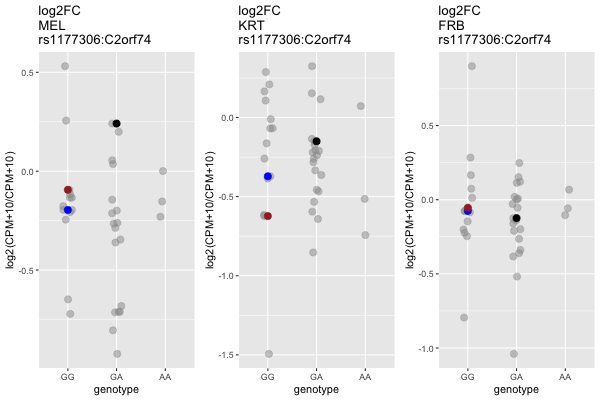 log2FC
MEL
rs1177306:C2orf74
log2(CPM+10/CPM+10)
0.5
0.0
-0.5
GG
GA
AA
genotype
log2FC
KRT
rs1177306:C2orf74
log2(CPM+10/CPM+10)
0.0
-0.5
-1.0
-1.5
GG
GA
AA
genotype
log2FC
FRB
rs1177306:C2orf74
log2(CPM+10/CPM+10)
0.5
0.0
-0.5
-1.0
GG
GA
AA
genotype